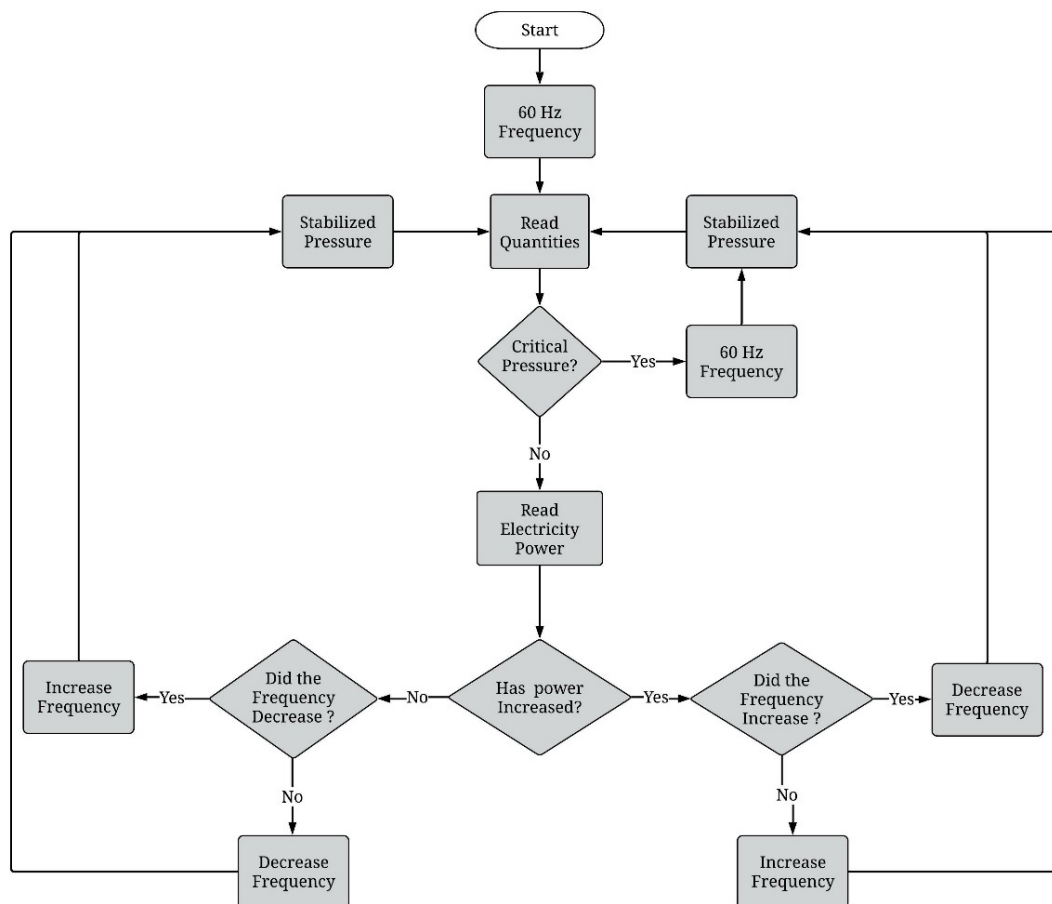 Start
60 Hz
Frequency
Stabilized
Pressure
Read
Quantities
Stabilized
Pressure
Critical
Pressure?
Yes
60 Hz
Frequency
No
Read
Electricity
Power
Increase
Frequency
Yes
Did the
Frequency
Decrease ?
No
Has power
Increased?
Yes
Did the
Frequency
Increase ?
Yes
Decrease
Frequency
No
No
Decrease
Frequency
Increase
Frequency